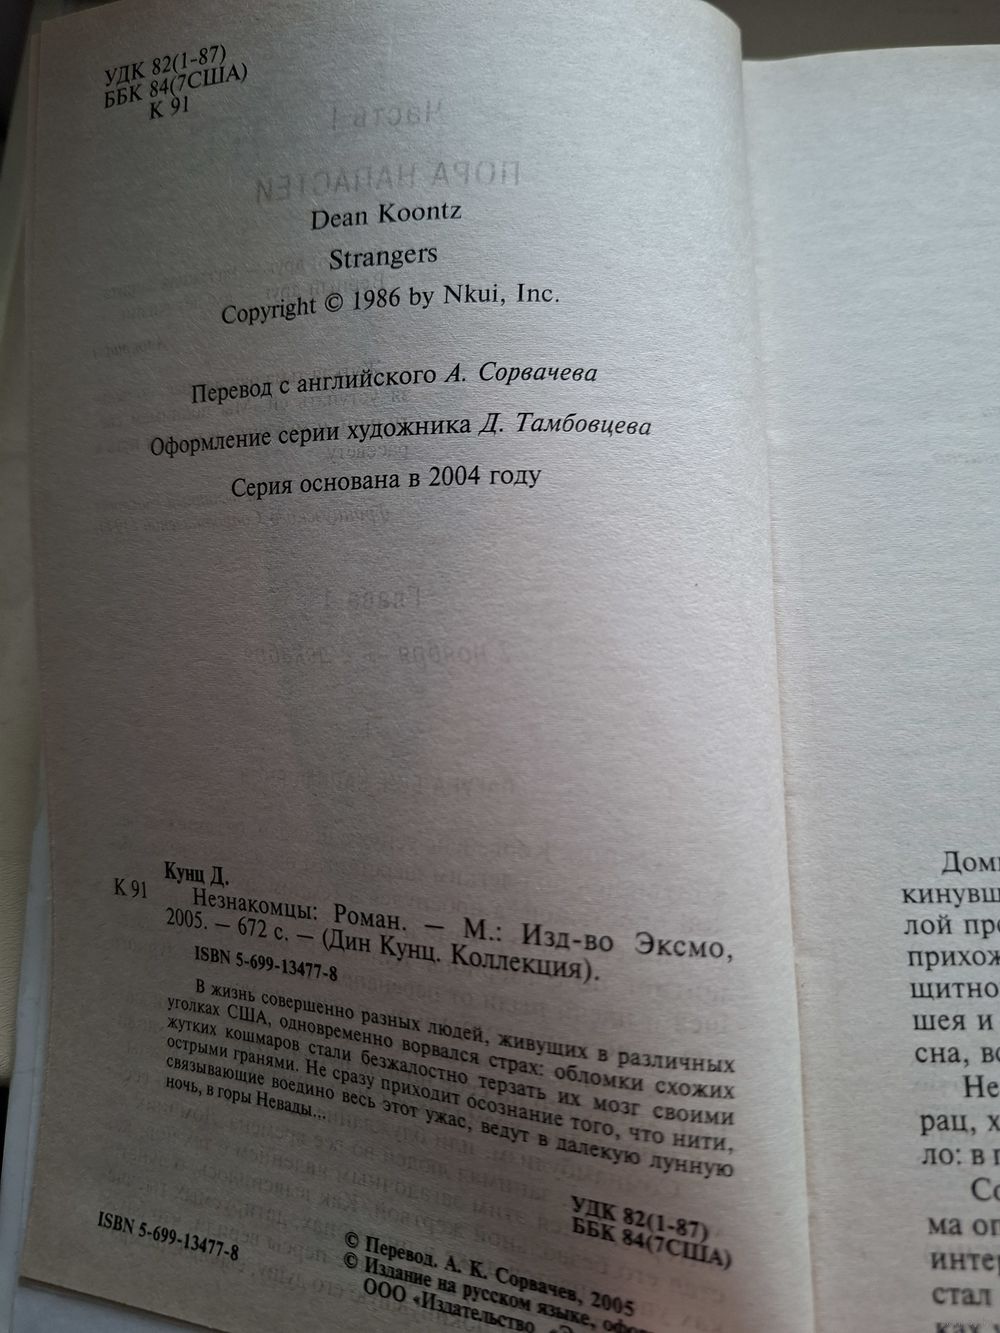 УДК 82(1-87)
ББК 84(7США)
К 91
Dean Koontz
Strangers
Copyright © 1986 by Nkui, Inc.
Перевод с английского А. Сорвачева
Оформление серии художника Д. Тамбовцева
Серия основана в 2004 году
Кунц Д.
К 91 Незнакомцы: Роман. — М.: Изд-во Эксмо,
2005. — 672 с. — (Дин Кунц. Коллекция).
ISBN 5-699-13477-8
В жизнь совершенно разных людей, живущих в различных
уголках США, одновременно ворвался страх: обломки схожих
жутких кошмаров стали безжалостно терзать их мозг своими
острыми гранями. Не сразу приходит осознание того, что нити,
связывающие воедино весь этот ужас, ведут в далекую лунную
ночь, в горы Невады...
УДК 82(1-87)
ББК 84(7США)
ISBN 5-699-13477-8
© Перевод. А. К. Сорвачев, 2005
© Издание на русском языке, офор
ООО «Издательство «Э
Доми
кинувш
лой про
прихож
щитно
шея и
сна, во
Не
рац, х
ло: в п
Со
ма оп
интер
стал